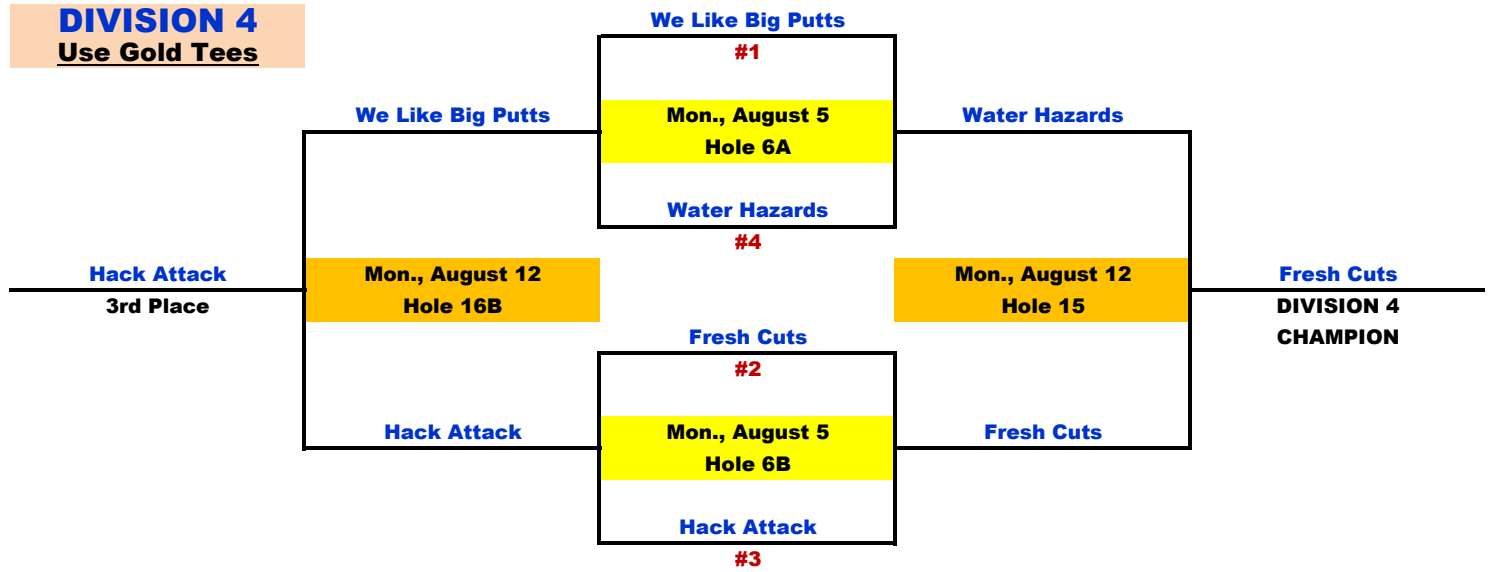 DIVISION 4
Use Gold Tees
We Like Big Putts
#1
We Like Big Putts
Mon., August 5
Hole 6A
Water Hazards
Water Hazards
#4
Hack Attack
3rd Place
Mon., August 12
Hole 16B
Mon., August 12
Hole 15
Fresh Cuts
DIVISION 4
CHAMPION
Fresh Cuts
#2
Hack Attack
Mon., August 5
Hole 6B
Fresh Cuts
Hack Attack
#3